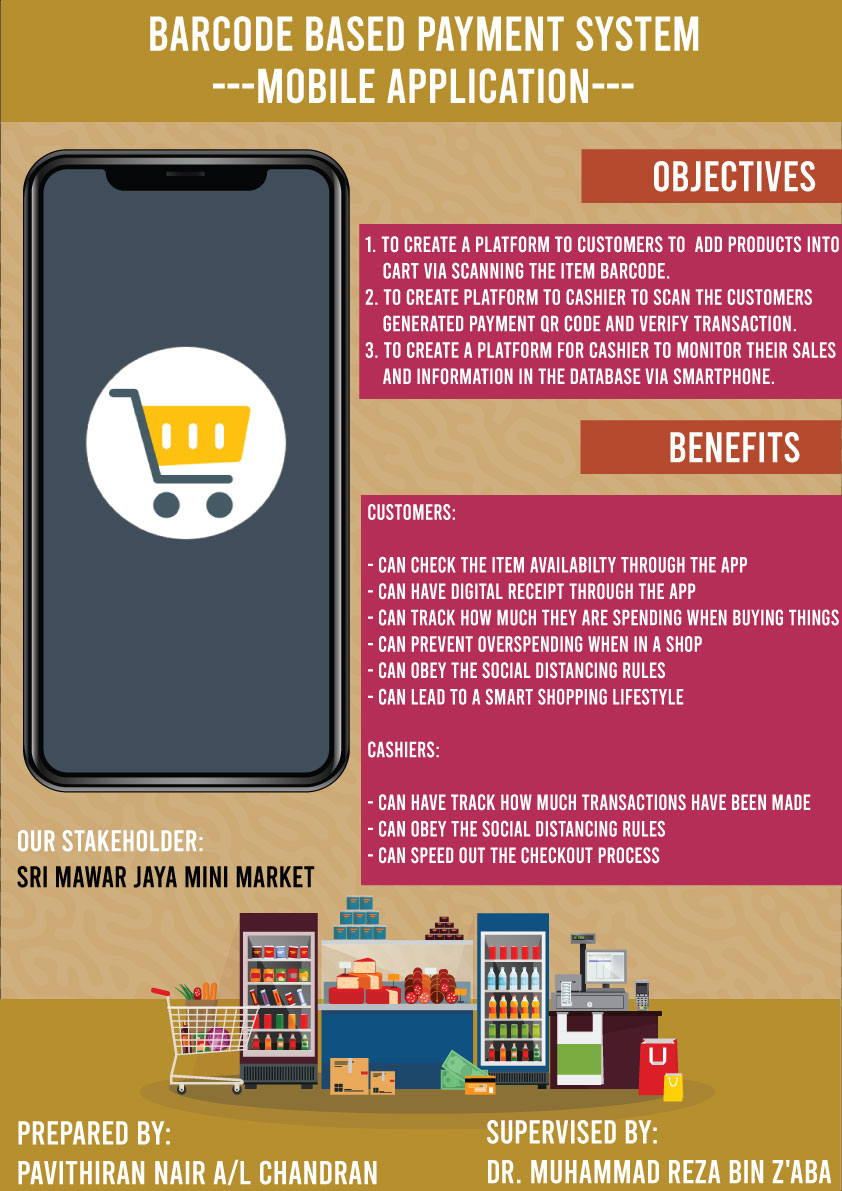 BARCODE BASED PAYMENT SYSTEM
---MOBILE APPLICATION---
OBJECTIVES
1. TO CREATE A PLATFORM TO CUSTOMERS TO ADD PRODUCTS INTO
CART VIA SCANNING THE ITEM BARCODE.
2. TO CREATE PLATFORM TO CASHIER TO SCAN THE CUSTOMERS
GENERATED PAYMENT QR CODE AND VERIFY TRANSACTION.
3. TO CREATE A PLATFORM FOR CASHIER TO MONITOR THEIR SALES
AND INFORMATION IN THE DATABASE VIA SMARTPHONE.
BENEFITS
CUSTOMERS:
- CAN CHECK THE ITEM AVAILABILTY THROUGH THE APP
- CAN HAVE DIGITAL RECEIPT THROUGH THE APP
- CAN TRACK HOW MUCH THEY ARE SPENDING WHEN BUYING THINGS
- CAN PREVENT OVERSPENDING WHEN IN A SHOP
- CAN OBEY THE SOCIAL DISTANCING RULES
- CAN LEAD TO A SMART SHOPPING LIFESTYLE
CASHIERS:
- CAN HAVE TRACK HOW MUCH TRANSACTIONS HAVE BEEN MADE
- CAN OBEY THE SOCIAL DISTANCING RULES
- CAN SPEED OUT THE CHECKOUT PROCESS
OUR STAKEHOLDER:
SRI MAWAR JAYA MINI MARKET
PREPARED BY:
PAVITHIRAN NAIR A/L CHANDRAN
SUPERVISED BY:
DR. MUHAMMAD REZA BIN Z'ABA